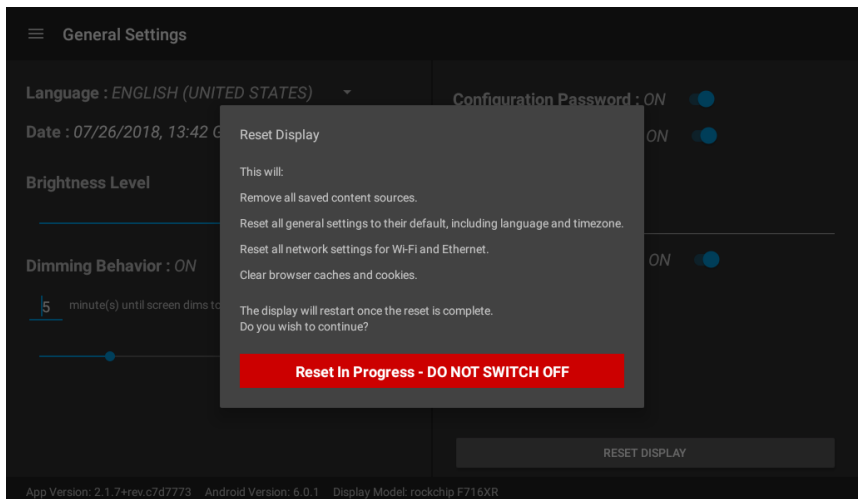 General Settings
Language : ENGLISH (UNITED STATES)
Configuration Password : ON
Date : 07/26/2018, 13:42 G
ON
Brightness Level
Dimming Behavior : ON
ON
5 minute(s) until screen dims to
Reset Display
This will:
Remove all saved content sources.
Reset all general settings to their default, including language and timezone.
Reset all network settings for Wi-Fi and Ethernet.
Clear browser caches and cookies.
The display will restart once the reset is complete.
Do you wish to continue?
Reset In Progress - DO NOT SWITCH OFF
RESET DISPLAY
App Version: 2.1.7+rev.c7d7773 Android Version: 6.0.1 Display Model: rockchip F716XR